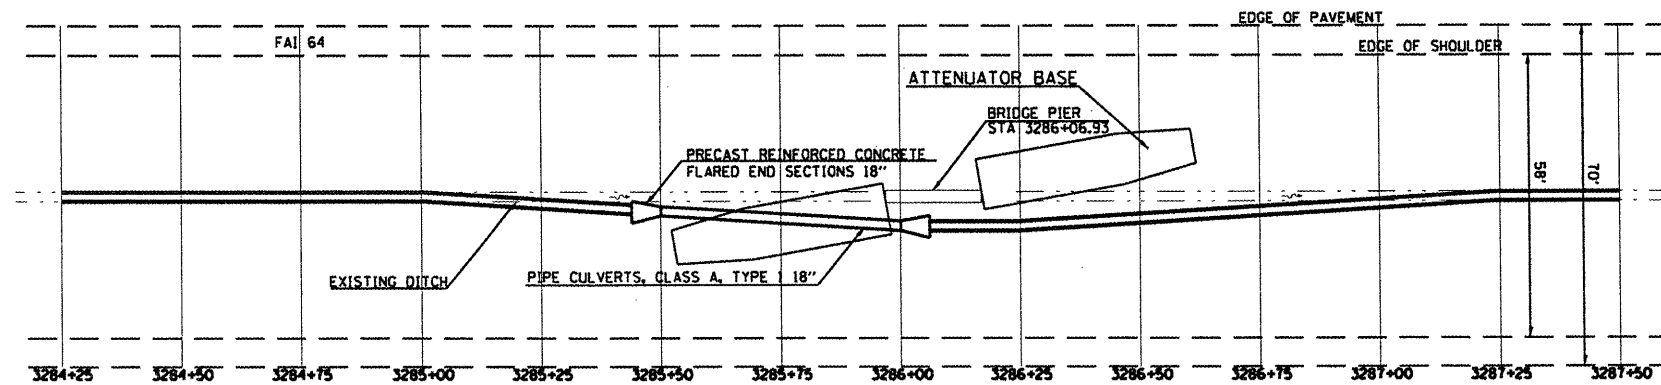 EDGE OF PAVEMENT
FAI 64
EDGE OF SHOULDER
ATTENUATOR BASE
BRIDGE PIER
STA 3286+06.93
PRECAST REINFORCED CONCRETE
FLARED END SECTIONS 18"
58'
70'
EXISTING DITCH
PIPE CULVERTS, CLASS A, TYPE 1 18"
3284+25 3284+50 3284+75 3285+00 3285+25 3285+50 3285+75 3286+00 3286+25 3286+50 3286+75 3287+00 3287+25 3287+50